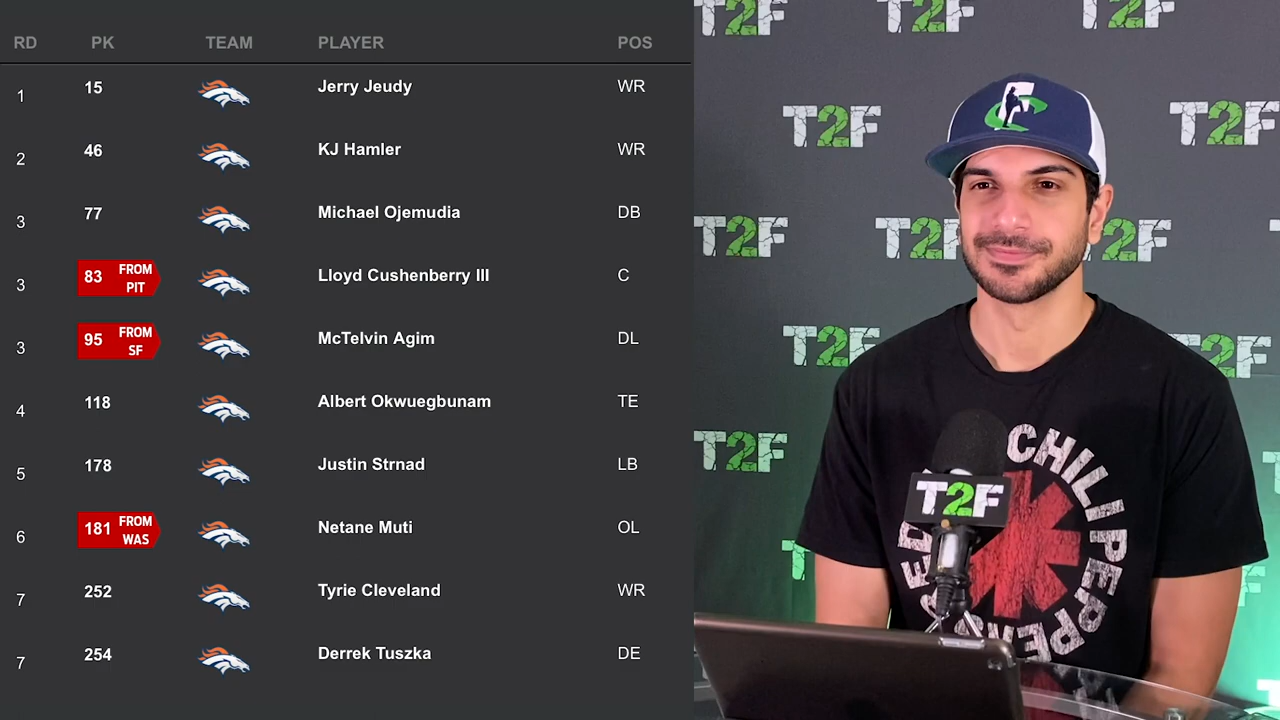 RD PK TEAM PLAYER POS
1 15 Jerry Jeudy WR
2 46 KJ Hamler WR
3 77 Michael Ojemudia DB
3 83 FROM PIT Lloyd Cushenberry III C
3 95 FROM SF McTelvin Agim DL
4 118 Albert Okwuegbunam TE
5 178 Justin Strnad LB
6 181 FROM WAS Netane Muti OL
7 252 Tyrie Cleveland WR
7 254 Derrek Tuszka DE
T2F T2F T2F
T2F T2F
T2F T2F T2F
T2F T2F
T2F
T2F
CHILI PEPPERS